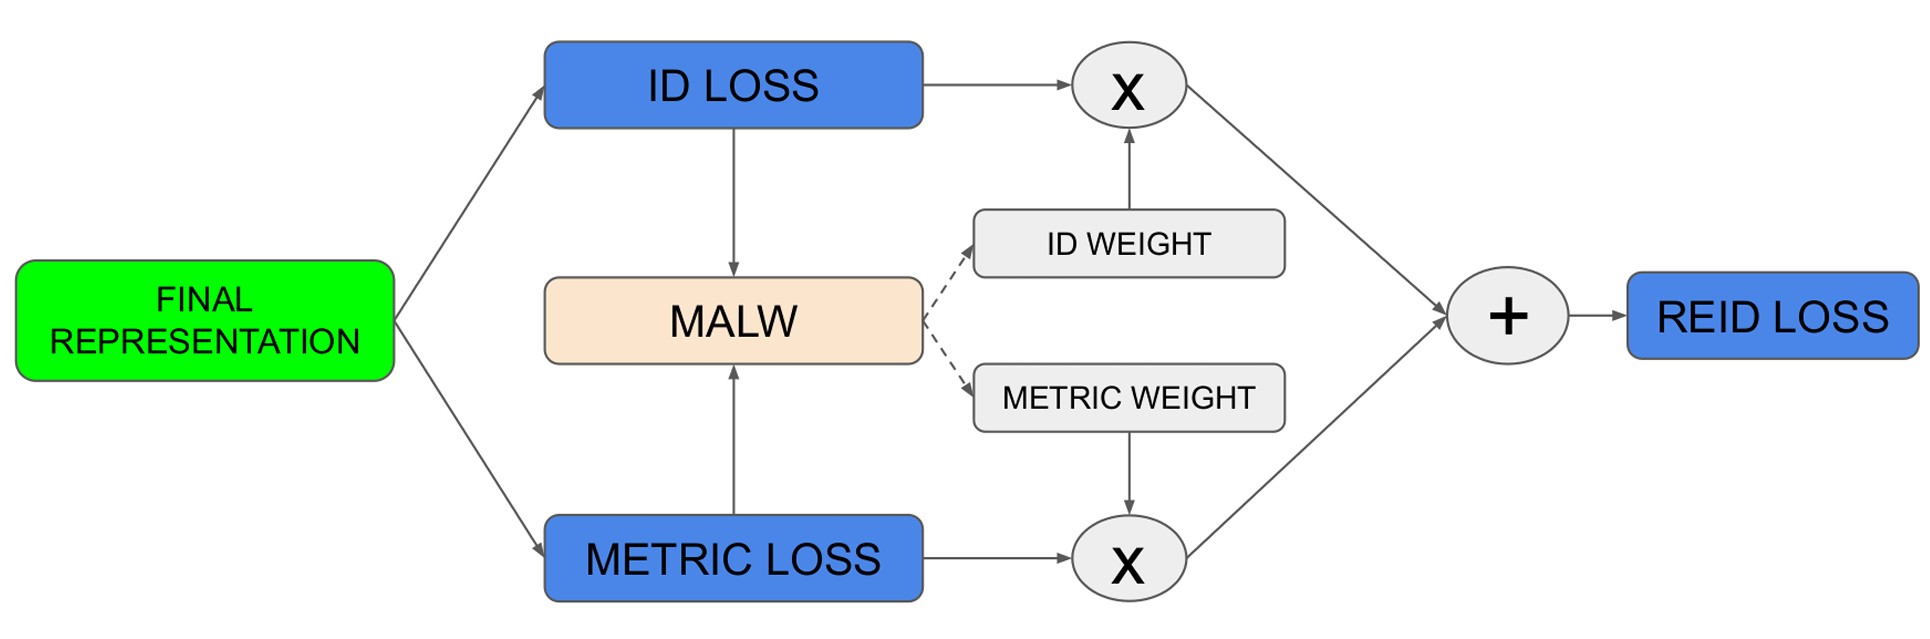 ID LOSS
X
ID WEIGHT
FINAL
REPRESENTATION
MALW
+
REID LOSS
METRIC WEIGHT
METRIC LOSS
X